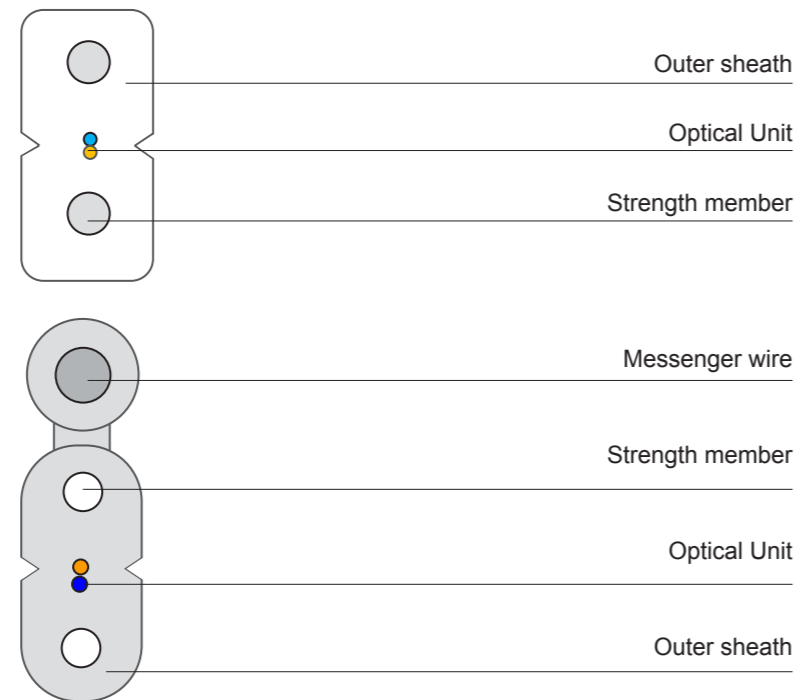 Outer sheath
Optical Unit
Strength member
Messenger wire
Strength member
Optical Unit
Outer sheath